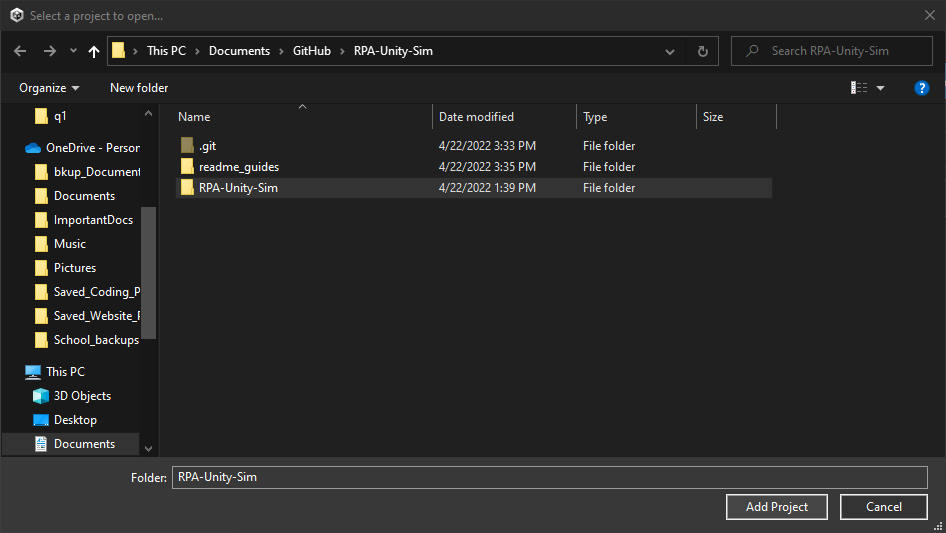 Select a project to open...
This PC > Documents > GitHub > RPA-Unity-Sim
Search RPA-Unity-Sim
Organize New folder
?
Name Date modified Type Size
.git 4/22/2022 3:33 PM File folder
readme_guides 4/22/2022 3:35 PM File folder
RPA-Unity-Sim 4/22/2022 1:39 PM File folder
q1
OneDrive - Person
bkup_Document
Documents
ImportantDocs
Music
Pictures
Saved_Coding_P
Saved_Website_F
School_backups
This PC
3D Objects
Desktop
Documents
Folder: RPA-Unity-Sim
Add Project Cancel